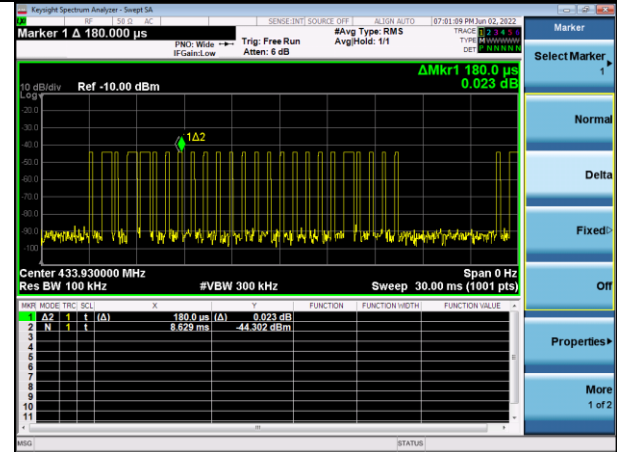 Keysight Spectrum Analyzer - Swept SA
RF 50 Ω AC SENSE:INT SOURCE OFF ALIGN AUTO 07:01:09 PM Jun 02, 2022
Marker 1 Δ 180.000 µs
PNO: Wide
IFGain:Low
Trig: Free Run
Atten: 6 dB
#Avg Type: RMS
Avg|Hold: 1/1
TRACE 1 2 3 4 5 6
TYPE M WWWWW
DET P NNNNN
ΔMkr1 180.0 µs
0.023 dB
10 dB/div Ref -10.00 dBm
Log
-20.0
-30.0
-40.0
-50.0
-60.0
-70.0
-80.0
-90.0
-100
1Δ2
Center 433.930000 MHz Span 0 Hz
Res BW 100 kHz #VBW 300 kHz Sweep 30.00 ms (1001 pts)
MKR MODE TRC SCL X Y FUNCTION FUNCTION WIDTH FUNCTION VALUE
1 Δ2 1 t (Δ) 180.0 µs (Δ) 0.023 dB
2 N 1 t 8.629 ms -44.302 dBm
3
4
5
6
7
8
9
10
11
MSG STATUS
Marker
Select Marker
1
Normal
Delta
Fixed
Off
Properties
More
1 of 2